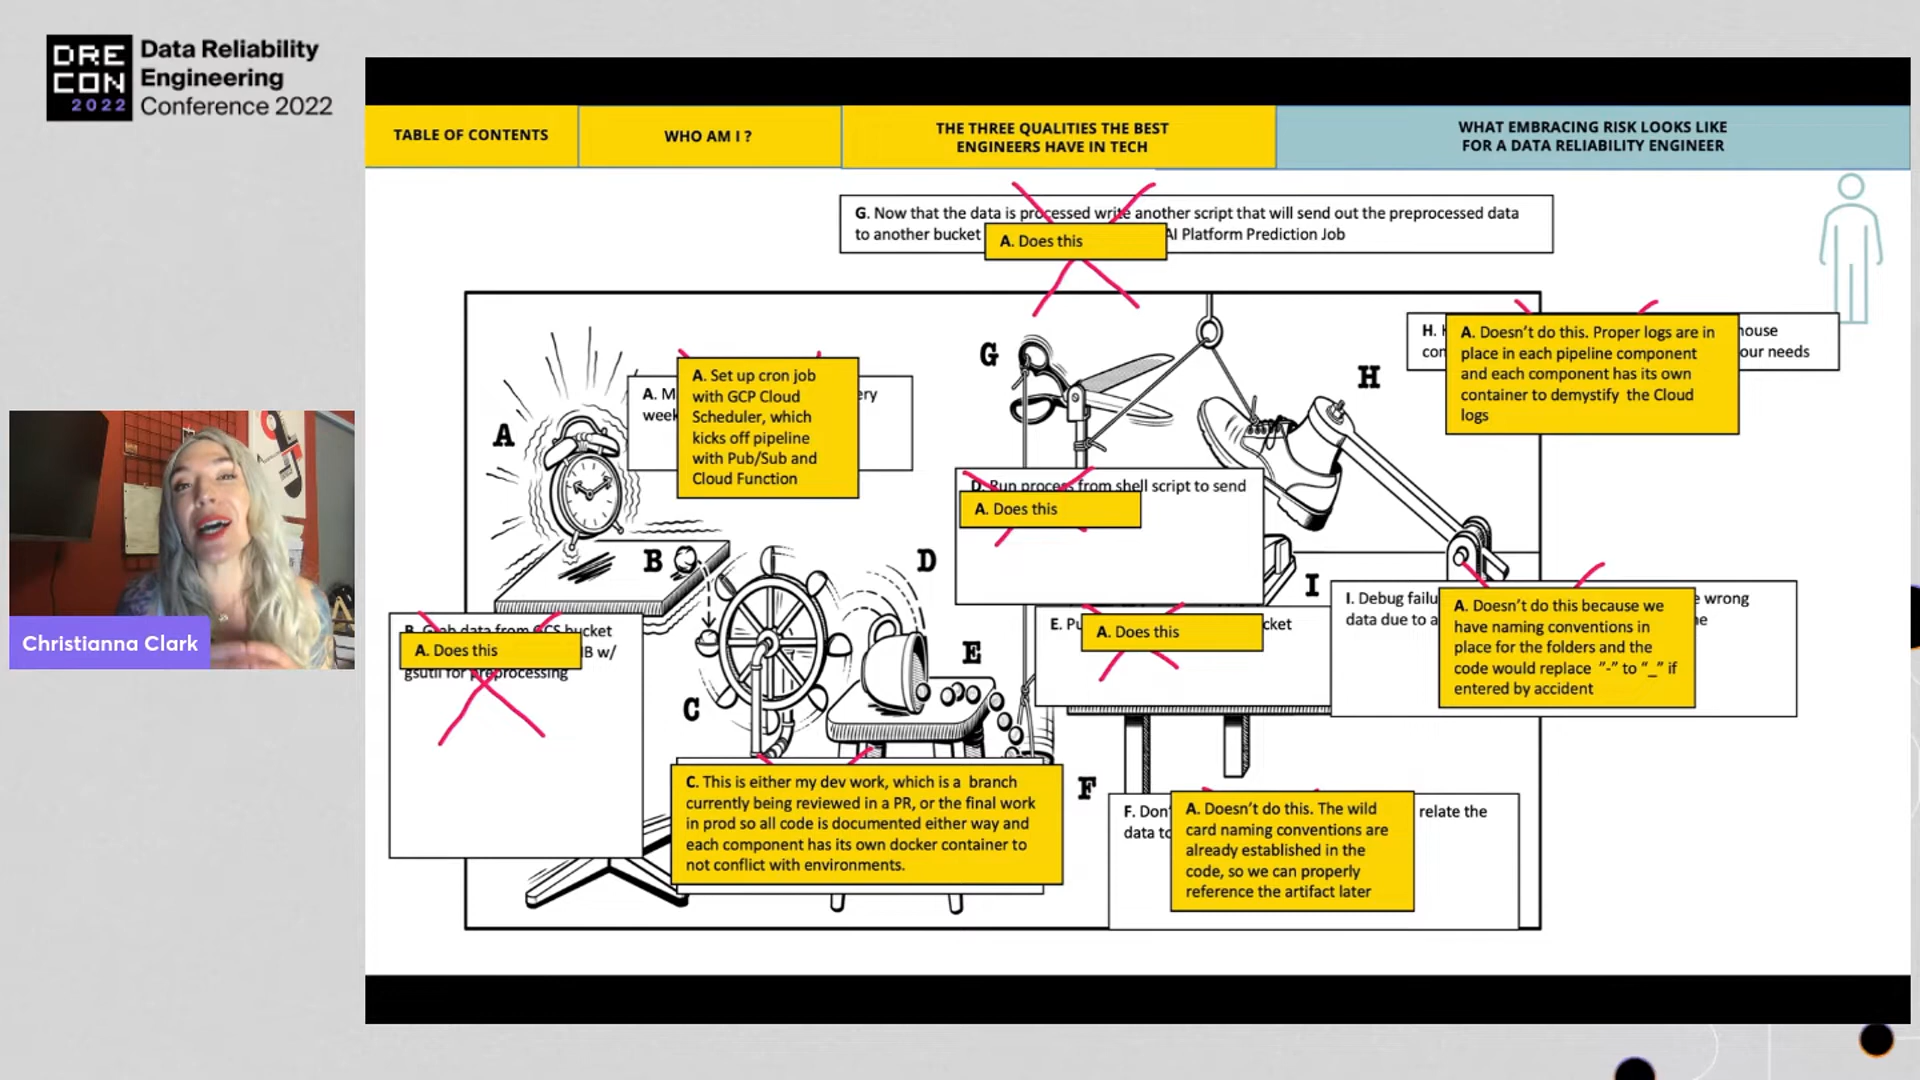 DRE
CON
2022
Data Reliability
Engineering
Conference 2022
TABLE OF CONTENTS
WHO AM I ?
THE THREE QUALITIES THE BEST
ENGINEERS HAVE IN TECH
WHAT EMBRACING RISK LOOKS LIKE
FOR A DATA RELIABILITY ENGINEER
G. Now that the data is processed write another script that will send out the preprocessed data
to another bucket AI Platform Prediction Job
A. Does this
H.
house
our needs
A. Doesn't do this. Proper logs are in
place in each pipeline component
and each component has its own
container to demystify the Cloud
logs
G
H
A
A.
week
A. Set up cron job
with GCP Cloud
Scheduler, which
kicks off pipeline
with Pub/Sub and
Cloud Function
D. Run process from shell script to send
A. Does this
B
D
I
I. Debug wrong
data due to a
A. Doesn't do this because we
have naming conventions in
place for the folders and the
code would replace "-" to "_" if
entered by accident
B. Grab data from GCS bucket
w/
gsutil for preprocessing
A. Does this
E.
A. Does this
E
C
C. This is either my dev work, which is a branch
currently being reviewed in a PR, or the final work
in prod so all code is documented either way and
each component has its own docker container to
not conflict with environments.
F
F. relate the
data
A. Doesn't do this. The wild
card naming conventions are
already established in the
code, so we can properly
reference the artifact later
Christianna Clark